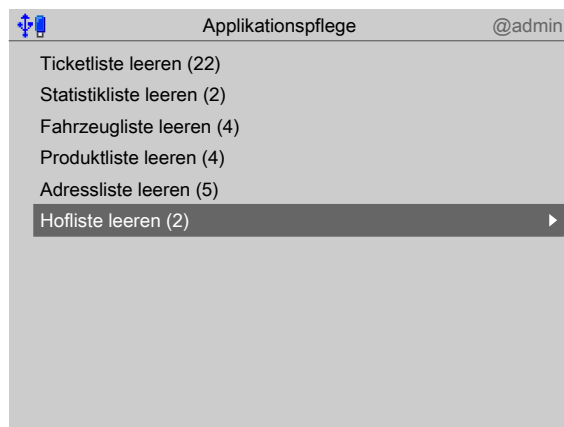 Applikationspflege @admin
Ticketliste leeren (22)
Statistikliste leeren (2)
Fahrzeugliste leeren (4)
Produktliste leeren (4)
Adressliste leeren (5)
Hofliste leeren (2)